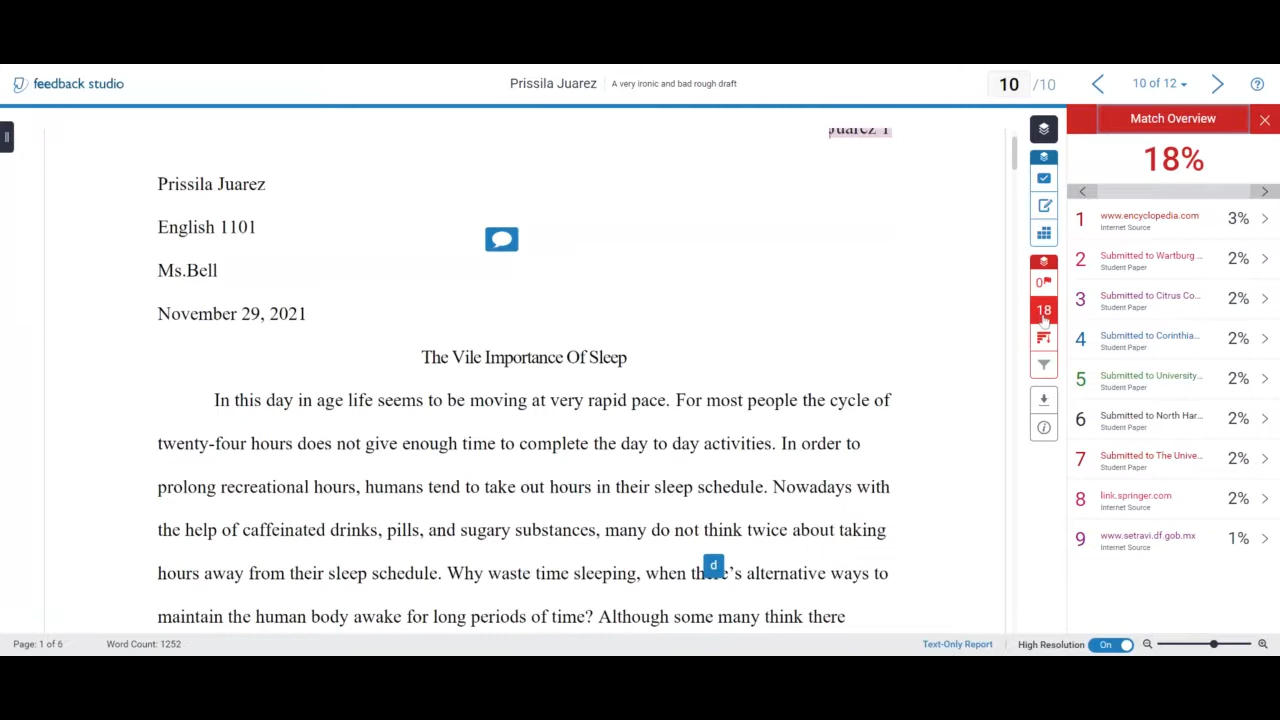 feedback studio
Prissila Juarez
A very ironic and bad rough draft
10 /10
10 of 12
Match Overview
18%
Juarez 1
Prissila Juarez
English 1101
Ms.Bell
November 29, 2021
The Vile Importance Of Sleep
In this day in age life seems to be moving at very rapid pace. For most people the cycle of
twenty-four hours does not give enough time to complete the day to day activities. In order to
prolong recreational hours, humans tend to take out hours in their sleep schedule. Nowadays with
the help of caffeinated drinks, pills, and sugary substances, many do not think twice about taking
d
hours away from their sleep schedule. Why waste time sleeping, when there's alternative ways to
maintain the human body awake for long periods of time? Although some many think there
0
18
1 www.encyclopedia.com 3%
Internet Source
2 Submitted to Wartburg ... 2%
Student Paper
3 Submitted to Citrus Co... 2%
Student Paper
4 Submitted to Corinthia... 2%
Student Paper
5 Submitted to University... 2%
Student Paper
6 Submitted to North Har... 2%
Student Paper
7 Submitted to The Unive... 2%
Student Paper
8 link.springer.com 2%
Internet Source
9 www.setravi.df.gob.mx 1%
Internet Source
Page: 1 of 6
Word Count: 1252
Text-Only Report
High Resolution
On